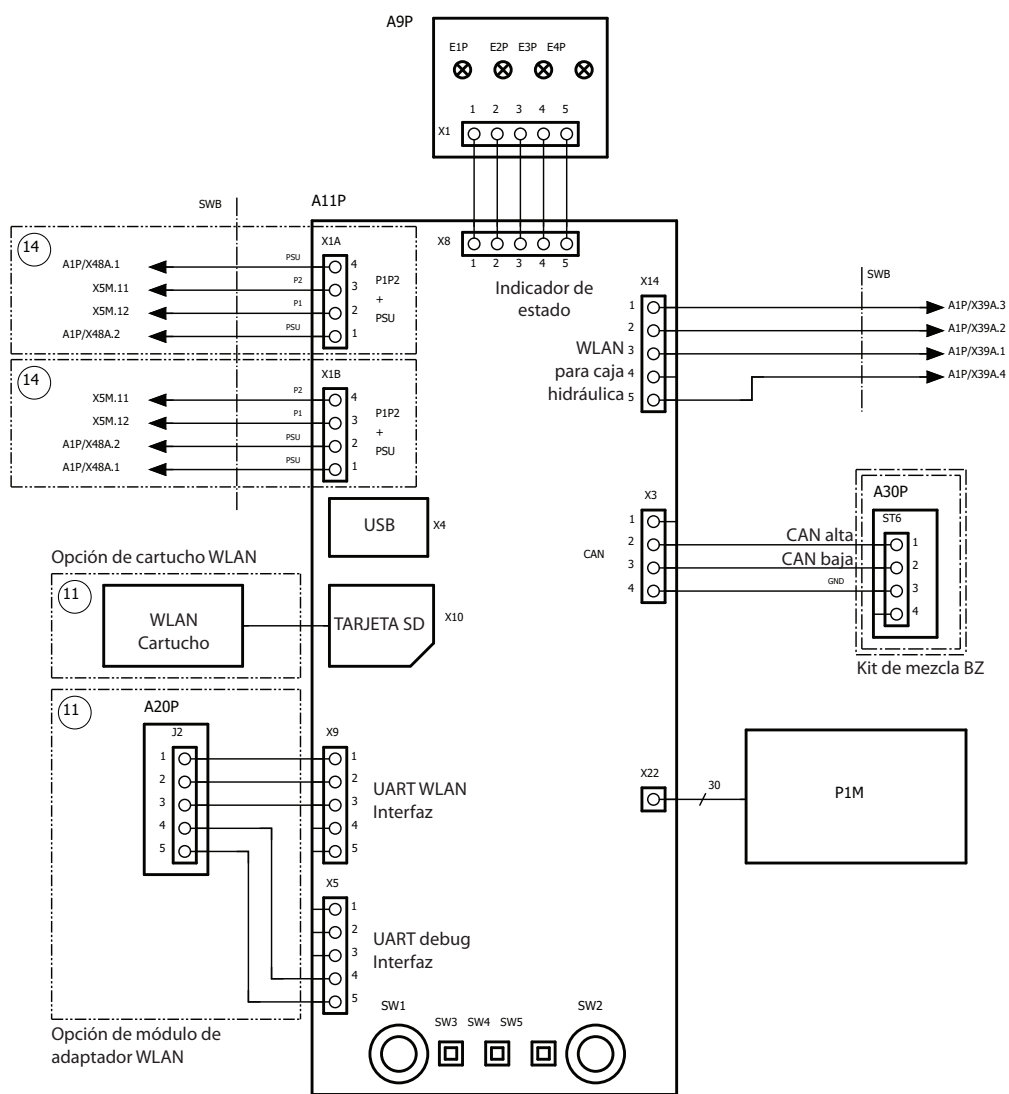 A9P
E1P E2P E3P E4P
1 2 3 4 5
X1
SWB
A11P
14
X1A
A1P/X48A.1 PSU 4
X5M.11 P2 3
X5M.12 P1 2
A1P/X48A.2 PSU 1
P1P2
+
PSU
X8
1 2 3 4 5
Indicador de
estado
14
X1B
X5M.11 P2 4
X5M.12 P1 3
A1P/X48A.2 PSU 2
A1P/X48A.1 PSU 1
P1P2
+
PSU
X14
SWB
1 A1P/X39A.3
2 A1P/X39A.2
WLAN 3 A1P/X39A.1
para caja 4 A1P/X39A.4
hidráulica 5
USB X4
X3
CAN
1
2
3
4
A30P
ST6
CAN alta 1
CAN baja 2
GND 3
4
Kit de mezcla BZ
Opción de cartucho WLAN
11
WLAN
Cartucho
TARJETA SD X10
11
A20P
J2
1
2
3
4
5
X9
1
2
3
4
5
UART WLAN
Interfaz
X22
30
P1M
X5
1
2
3
4
5
UART debug
Interfaz
Opción de módulo de
adaptador WLAN
SW1 SW3 SW4 SW5 SW2